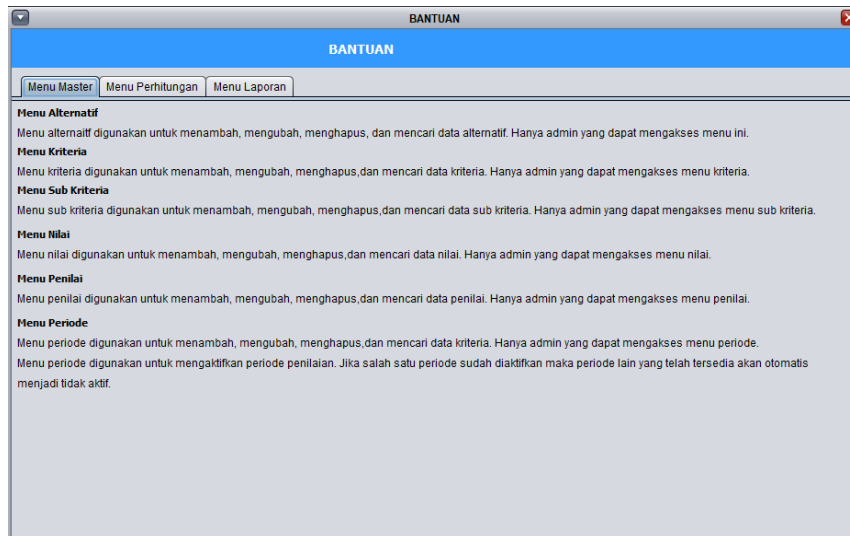 BANTUAN
BANTUAN
Menu Master Menu Perhitungan Menu Laporan
Menu Alternatif
Menu alternaitf digunakan untuk menambah, mengubah, menghapus, dan mencari data alternatif. Hanya admin yang dapat mengakses menu ini.
Menu Kriteria
Menu kriteria digunakan untuk menambah, mengubah, menghapus,dan mencari data kriteria. Hanya admin yang dapat mengakses menu kriteria.
Menu Sub Kriteria
Menu sub kriteria digunakan untuk menambah, mengubah, menghapus,dan mencari data sub kriteria. Hanya admin yang dapat mengakses menu sub kriteria.
Menu Nilai
Menu nilai digunakan untuk menambah, mengubah, menghapus,dan mencari data nilai. Hanya admin yang dapat mengakses menu nilai.
Menu Penilai
Menu penilai digunakan untuk menambah, mengubah, menghapus,dan mencari data penilai. Hanya admin yang dapat mengakses menu penilai.
Menu Periode
Menu periode digunakan untuk menambah, mengubah, menghapus,dan mencari data kriteria. Hanya admin yang dapat mengakses menu periode.
Menu periode digunakan untuk mengaktifkan periode penilaian. Jika salah satu periode sudah diaktifkan maka periode lain yang telah tersedia akan otomatis
menjadi tidak aktif.